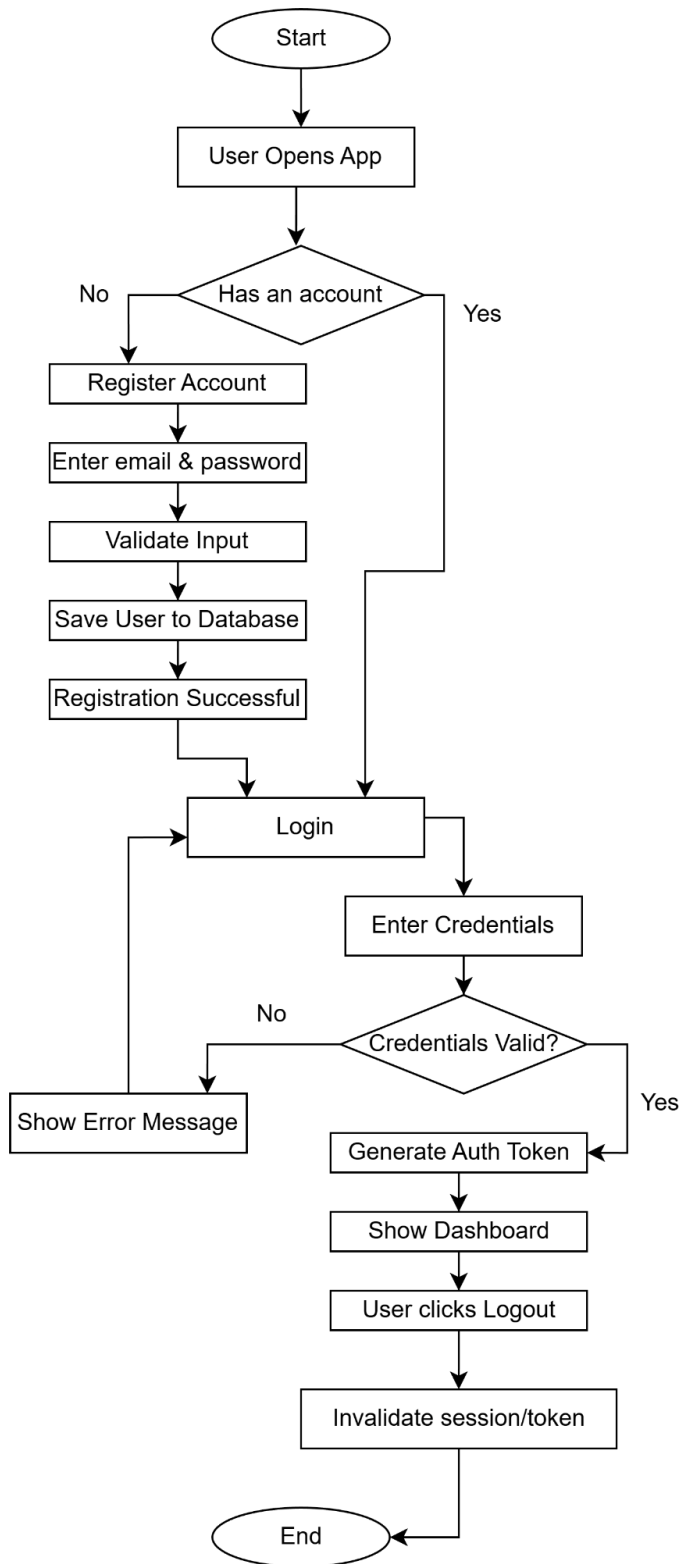 Start
User Opens App
Has an account
No
Yes
Register Account
Enter email & password
Validate Input
Save User to Database
Registration Successful
Login
Enter Credentials
Credentials Valid?
No
Yes
Show Error Message
Generate Auth Token
Show Dashboard
User clicks Logout
Invalidate session/token
End